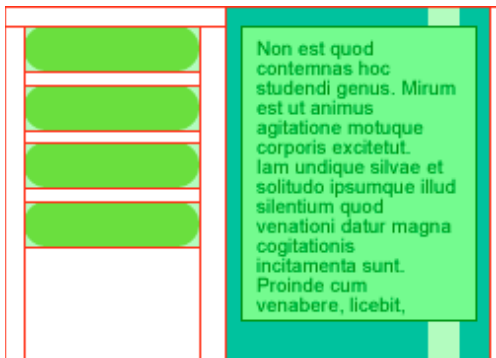 Non est quod
contemnas hoc
studendi genus. Mirum
est ut animus
agitatione motuque
corporis excitetut.
Iam undique silvae et
solitudo ipsumque illud
silentium quod
venationi datur magna
cogitationis
incitamenta sunt.
Proinde cum
venabere, licebit,